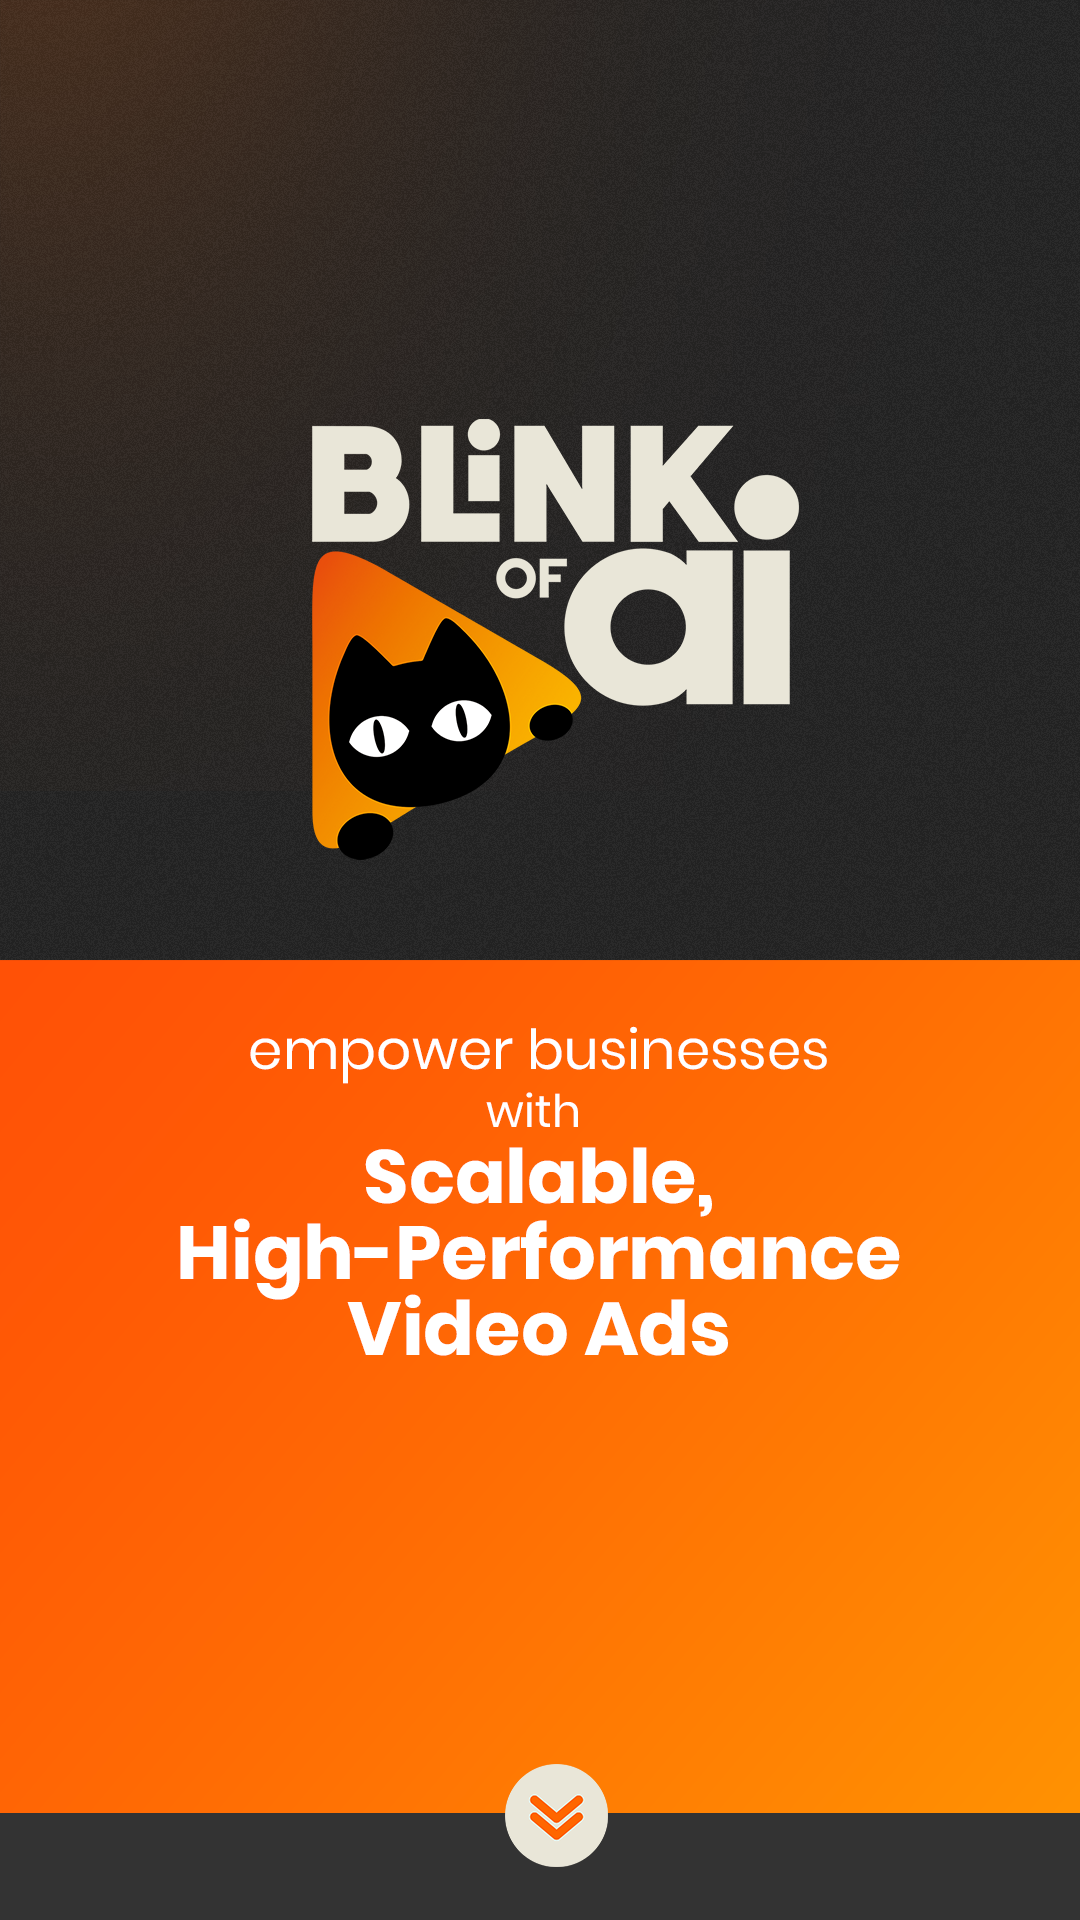 BLiNK
OF ai
empower businesses
with
Scalable,
High-Performance
Video Ads